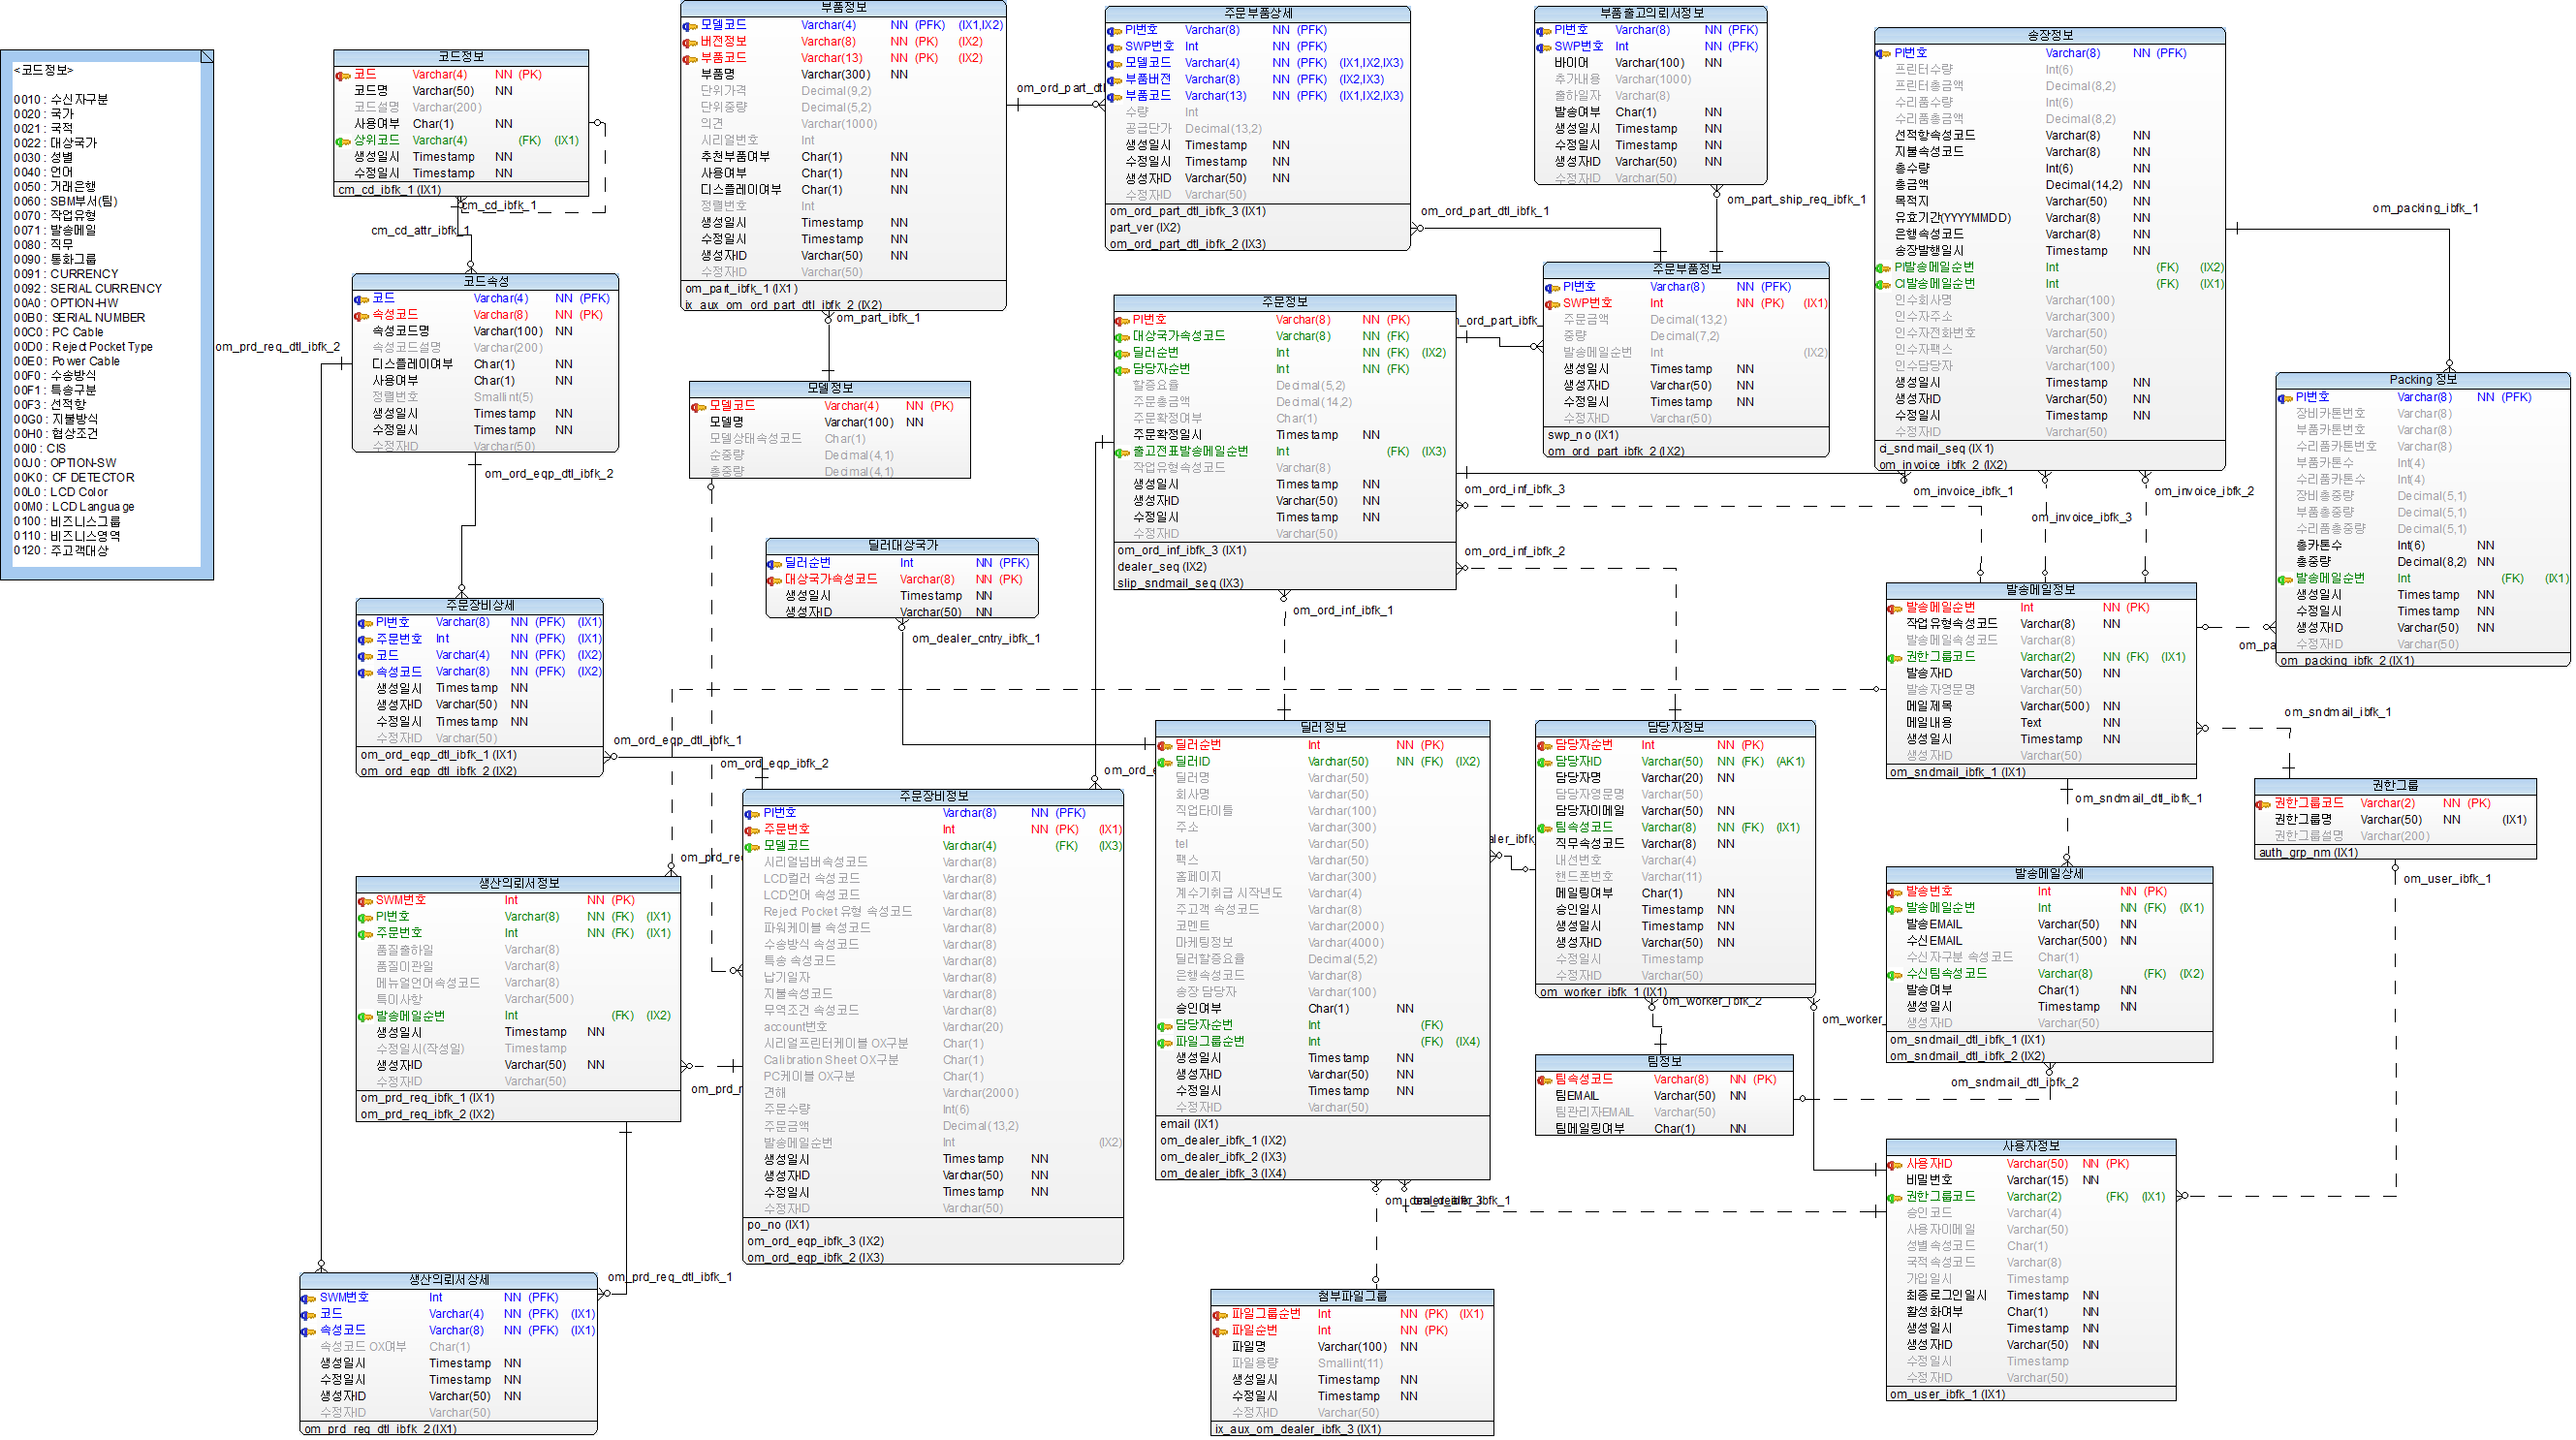 <코드정보>
0010 : 수신자구분
0020 : 국가
0021 : 국적
0022 : 대상국가
0030 : 성별
0040 : 언어
0050 : 거래은행
0060 : SBM부서(팀)
0070 : 작업유형
0071 : 발송메일
0080 : 직무
0090 : 통화그룹
0091 : CURRENCY
0092 : SERIAL CURRENCY
00A0 : OPTION-HW
00B0 : SERIAL NUMBER
00C0 : PC Cable
00D0 : Reject Pocket Type
00E0 : Power Cable
00F0 : 수송방식
00F1 : 특송구분
00F3 : 선적항
00G0 : 지불방식
00H0 : 협상조건
00I0 : CIS
00J0 : OPTION-SW
00K0 : CF DETECTOR
00L0 : LCD Color
00M0 : LCD Language
0100 : 비즈니스그룹
0110 : 비즈니스영역
0120 : 주고객대상
코드정보
코드 Varchar(4) NN (PK)
코드명 Varchar(50) NN
코드설명 Varchar(200)
사용여부 Char(1) NN
상위코드 Varchar(4) (FK) (IX1)
생성일시 Timestamp NN
수정일시 Timestamp NN
cm_cd_ibfk_1 (IX1)
cm_cd_ibfk_1
cm_cd_attr_ibfk_1
코드속성
코드 Varchar(4) NN (PFK)
속성코드 Varchar(8) NN (PK)
속성코드명 Varchar(100) NN
속성코드설명 Varchar(200)
디스플레이여부 Char(1) NN
사용여부 Char(1) NN
정렬번호 Smallint(5)
생성일시 Timestamp NN
수정일시 Timestamp NN
수정자ID Varchar(50)
om_prd_req_dtl_ibfk_2
om_ord_eqp_dtl_ibfk_2
주문장비상세
PI번호 Varchar(8) NN (PFK) (IX1)
주문번호 Int NN (PFK) (IX1)
코드 Varchar(4) NN (PFK) (IX2)
속성코드 Varchar(8) NN (PFK) (IX2)
생성일시 Timestamp NN
생성자ID Varchar(50) NN
수정일시 Timestamp NN
수정자ID Varchar(50)
om_ord_eqp_dtl_ibfk_1 (IX1)
om_ord_eqp_dtl_ibfk_2 (IX2)
om_ord_eqp_dtl_ibfk_1
om_ord_eqp_ibfk_2
생산의뢰서정보
SWM번호 Int NN (PK)
PI번호 Varchar(8) NN (FK) (IX1)
주문번호 Int NN (FK) (IX1)
품질출하일 Varchar(8)
품질이관일 Varchar(8)
메뉴얼언어속성코드 Varchar(8)
특이사항 Varchar(500)
발송메일순번 Int (FK) (IX2)
생성일시 Timestamp NN
수정일시(작성일) Timestamp
생성자ID Varchar(50) NN
수정자ID Varchar(50)
om_prd_req_ibfk_1 (IX1)
om_prd_req_ibfk_2 (IX2)
om_prd_req_dtl_ibfk_1
생산의뢰서상세
SWM번호 Int NN (PFK)
코드 Varchar(4) NN (PFK) (IX1)
속성코드 Varchar(8) NN (PFK) (IX1)
속성코드 OX여부 Char(1)
생성일시 Timestamp NN
수정일시 Timestamp NN
생성자ID Varchar(50) NN
수정자ID Varchar(50)
om_prd_req_dtl_ibfk_2 (IX1)
부품정보
모델코드 Varchar(4) NN (PFK) (IX1,IX2)
버전정보 Varchar(8) NN (PK) (IX2)
부품코드 Varchar(13) NN (PK) (IX2)
부품명 Varchar(300) NN
단위가격 Decimal(9,2)
단위중량 Decimal(5,2)
의견 Varchar(1000)
시리얼번호 Int
추천부품여부 Char(1) NN
사용여부 Char(1) NN
디스플레이여부 Char(1) NN
정렬번호 Int
생성일시 Timestamp NN
수정일시 Timestamp NN
생성자ID Varchar(50) NN
수정자ID Varchar(50)
om_part_ibfk_1 (IX1)
ix_aux_om_ord_part_dtl_ibfk_2 (IX2)
om_part_ibfk_1
모델정보
모델코드 Varchar(4) NN (PK)
모델명 Varchar(100) NN
모델상태속성코드 Char(1)
순중량 Decimal(4,1)
총중량 Decimal(4,1)
딜러대상국가
딜러순번 Int NN (PFK)
대상국가속성코드 Varchar(8) NN (PK)
생성일시 Timestamp NN
생성자ID Varchar(50) NN
om_dealer_cntry_ibfk_1
주문장비정보
PI번호 Varchar(8) NN (PFK)
주문번호 Int NN (PK) (IX1)
모델코드 Varchar(4) (FK) (IX3)
시리얼넘버속성코드 Varchar(8)
LCD컬러 속성코드 Varchar(8)
LCD언어 속성코드 Varchar(8)
Reject Pocket 유형 속성코드 Varchar(8)
파워케이블 속성코드 Varchar(8)
수송방식 속성코드 Varchar(8)
특송 속성코드 Varchar(8)
납기일자 Varchar(8)
지불속성코드 Varchar(8)
무역조건 속성코드 Varchar(8)
account번호 Varchar(20)
시리얼프린터케이블 OX구분 Char(1)
Calibration Sheet OX구분 Char(1)
PC케이블 OX구분 Char(1)
견해 Varchar(2000)
주문수량 Int(6)
주문금액 Decimal(13,2)
발송메일순번 Int (IX2)
생성일시 Timestamp NN
생성자ID Varchar(50) NN
수정일시 Timestamp NN
수정자ID Varchar(50)
po_no (IX1)
om_ord_eqp_ibfk_3 (IX2)
om_ord_eqp_ibfk_2 (IX3)
주문부품상세
PI번호 Varchar(8) NN (PFK)
SWP번호 Int NN (PFK)
모델코드 Varchar(4) NN (PFK) (IX1,IX2,IX3)
부품버전 Varchar(8) NN (PFK) (IX2,IX3)
부품코드 Varchar(13) NN (PFK) (IX1,IX2,IX3)
수량 Int
공급단가 Decimal(13,2)
생성일시 Timestamp NN
수정일시 Timestamp NN
생성자ID Varchar(50) NN
수정자ID Varchar(50)
om_ord_part_dtl_ibfk_3 (IX1)
part_ver (IX2)
om_ord_part_dtl_ibfk_2 (IX3)
om_ord_part_dtl_ibfk_1
주문정보
PI번호 Varchar(8) NN (PK)
대상국가속성코드 Varchar(8) NN (FK)
딜러순번 Int NN (FK) (IX2)
담당자순번 Int NN (FK)
할증요율 Decimal(5,2)
주문총금액 Decimal(14,2)
주문확정여부 Char(1)
주문확정일시 Timestamp NN
출고전표발송메일순번 Int (FK) (IX3)
작업유형속성코드 Varchar(8)
생성일시 Timestamp NN
생성자ID Varchar(50) NN
수정일시 Timestamp NN
수정자ID Varchar(50)
om_ord_inf_ibfk_3 (IX1)
dealer_seq (IX2)
slip_sndmail_seq (IX3)
om_ord_inf_ibfk_3
om_ord_inf_ibfk_2
om_ord_inf_ibfk_1
딜러정보
딜러순번 Int NN (PK)
딜러ID Varchar(50) NN (FK) (IX2)
딜러명 Varchar(50)
회사명 Varchar(50)
직업타이틀 Varchar(100)
주소 Varchar(300)
tel Varchar(50)
팩스 Varchar(50)
홈페이지 Varchar(300)
계수기취급 시작년도 Varchar(4)
주고객 속성코드 Varchar(8)
코멘트 Varchar(2000)
마케팅정보 Varchar(4000)
딜러할증요율 Decimal(5,2)
은행속성코드 Varchar(8)
송장 담당자 Varchar(100)
승인여부 Char(1) NN
담당자순번 Int (FK)
파일그룹순번 Int (FK) (IX4)
생성일시 Timestamp NN
생성자ID Varchar(50) NN
수정일시 Timestamp NN
수정자ID Varchar(50)
email (IX1)
om_dealer_ibfk_1 (IX2)
om_dealer_ibfk_2 (IX3)
om_dealer_ibfk_3 (IX4)
첨부파일그룹
파일그룹순번 Int NN (PK) (IX1)
파일순번 Int NN (PK)
파일명 Varchar(100) NN
파일용량 Smallint(11)
생성일시 Timestamp NN
수정일시 Timestamp NN
수정자ID Varchar(50)
ix_aux_om_dealer_ibfk_3 (IX1)
부품출고의뢰서정보
PI번호 Varchar(8) NN (PFK)
SWP번호 Int NN (PFK)
바이어 Varchar(100) NN
추가내용 Varchar(1000)
출하일자 Varchar(8)
발송여부 Char(1) NN
생성일시 Timestamp NN
수정일시 Timestamp NN
생성자ID Varchar(50) NN
수정자ID Varchar(50)
om_part_ship_req_ibfk_1
주문부품정보
PI번호 Varchar(8) NN (PFK)
SWP번호 Int NN (PK) (IX1)
주문금액 Decimal(13,2)
중량 Decimal(7,2)
발송메일순번 Int (IX2)
생성일시 Timestamp NN
생성자ID Varchar(50) NN
수정일시 Timestamp NN
수정자ID Varchar(50)
swp_no (IX1)
om_ord_part_ibfk_2 (IX2)
담당자정보
담당자순번 Int NN (PK)
담당자ID Varchar(50) NN (FK) (AK1)
담당자명 Varchar(20) NN
담당자영문명 Varchar(50)
담당자이메일 Varchar(50) NN
팀속성코드 Varchar(8) NN (FK) (IX1)
직무속성코드 Varchar(8) NN
내선번호 Varchar(4)
핸드폰번호 Varchar(11)
메일링여부 Char(1) NN
승인일시 Timestamp NN
생성일시 Timestamp NN
생성자ID Varchar(50) NN
수정일시 Timestamp
수정자ID Varchar(50)
om_worker_ibfk_1 (IX1)
om_worker_ibfk_2
팀정보
팀속성코드 Varchar(8) NN (PK)
팀EMAIL Varchar(50) NN
팀관리자EMAIL Varchar(50)
팀메일링여부 Char(1) NN
송장정보
PI번호 Varchar(8) NN (PFK)
프린터수량 Int(6)
프린터총금액 Decimal(8,2)
수리품수량 Int(6)
수리품총금액 Decimal(8,2)
선적항속성코드 Varchar(8) NN
지불속성코드 Varchar(8) NN
총수량 Int(6) NN
총금액 Decimal(14,2) NN
목적지 Varchar(50) NN
유효기간(YYYYMMDD) Varchar(8) NN
은행속성코드 Varchar(8) NN
송장발행일시 Timestamp NN
PI발송메일순번 Int (FK) (IX2)
CI발송메일순번 Int (FK) (IX1)
인수회사명 Varchar(100)
인수자주소 Varchar(300)
인수자전화번호 Varchar(50)
인수자팩스 Varchar(50)
인수담당자 Varchar(100)
생성일시 Timestamp NN
생성자ID Varchar(50) NN
수정일시 Timestamp NN
수정자ID Varchar(50)
ci_sndmail_seq (IX1)
om_invoice_ibfk_2 (IX2)
om_invoice_ibfk_1
om_invoice_ibfk_2
om_invoice_ibfk_3
om_packing_ibfk_1
Packing 정보
PI번호 Varchar(8) NN (PFK)
장비카톤번호 Varchar(8)
부품카톤번호 Varchar(8)
수리품카톤번호 Varchar(8)
부품카톤수 Int(4)
수리품카톤수 Int(4)
장비총중량 Decimal(5,1)
부품총중량 Decimal(5,1)
수리품총중량 Decimal(5,1)
총카톤수 Int(6) NN
총중량 Decimal(8,2) NN
발송메일순번 Int (FK) (IX1)
생성일시 Timestamp NN
수정일시 Timestamp NN
생성자ID Varchar(50) NN
수정자ID Varchar(50)
om_packing_ibfk_2 (IX1)
발송메일정보
발송메일순번 Int NN (PK)
작업유형속성코드 Varchar(8) NN
발송메일속성코드 Varchar(8)
권한그룹코드 Varchar(2) NN (FK) (IX1)
발송자ID Varchar(50) NN
발송자영문명 Varchar(50)
메일제목 Varchar(500) NN
메일내용 Text NN
생성일시 Timestamp NN
생성자ID Varchar(50)
om_sndmail_ibfk_1 (IX1)
om_sndmail_ibfk_1
om_sndmail_dtl_ibfk_1
권한그룹
권한그룹코드 Varchar(2) NN (PK)
권한그룹명 Varchar(50) NN (IX1)
권한그룹설명 Varchar(200)
auth_grp_nm (IX1)
om_user_ibfk_1
발송메일상세
발송번호 Int NN (PK)
발송메일순번 Int NN (FK) (IX1)
발송EMAIL Varchar(50) NN
수신EMAIL Varchar(500) NN
수신자구분 속성코드 Char(1)
수신팀속성코드 Varchar(8) (FK) (IX2)
발송여부 Char(1) NN
생성일시 Timestamp NN
생성자ID Varchar(50)
om_sndmail_dtl_ibfk_1 (IX1)
om_sndmail_dtl_ibfk_2 (IX2)
om_sndmail_dtl_ibfk_2
사용자정보
사용자ID Varchar(50) NN (PK)
비밀번호 Varchar(15) NN
권한그룹코드 Varchar(2) (FK) (IX1)
승인코드 Varchar(4)
사용자이메일 Varchar(50)
성별속성코드 Char(1)
국적속성코드 Varchar(8)
가입일시 Timestamp
최종로그인일시 Timestamp NN
활성화여부 Char(1) NN
생성일시 Timestamp NN
생성자ID Varchar(50) NN
수정일시 Timestamp
수정자ID Varchar(50)
om_user_ibfk_1 (IX1)